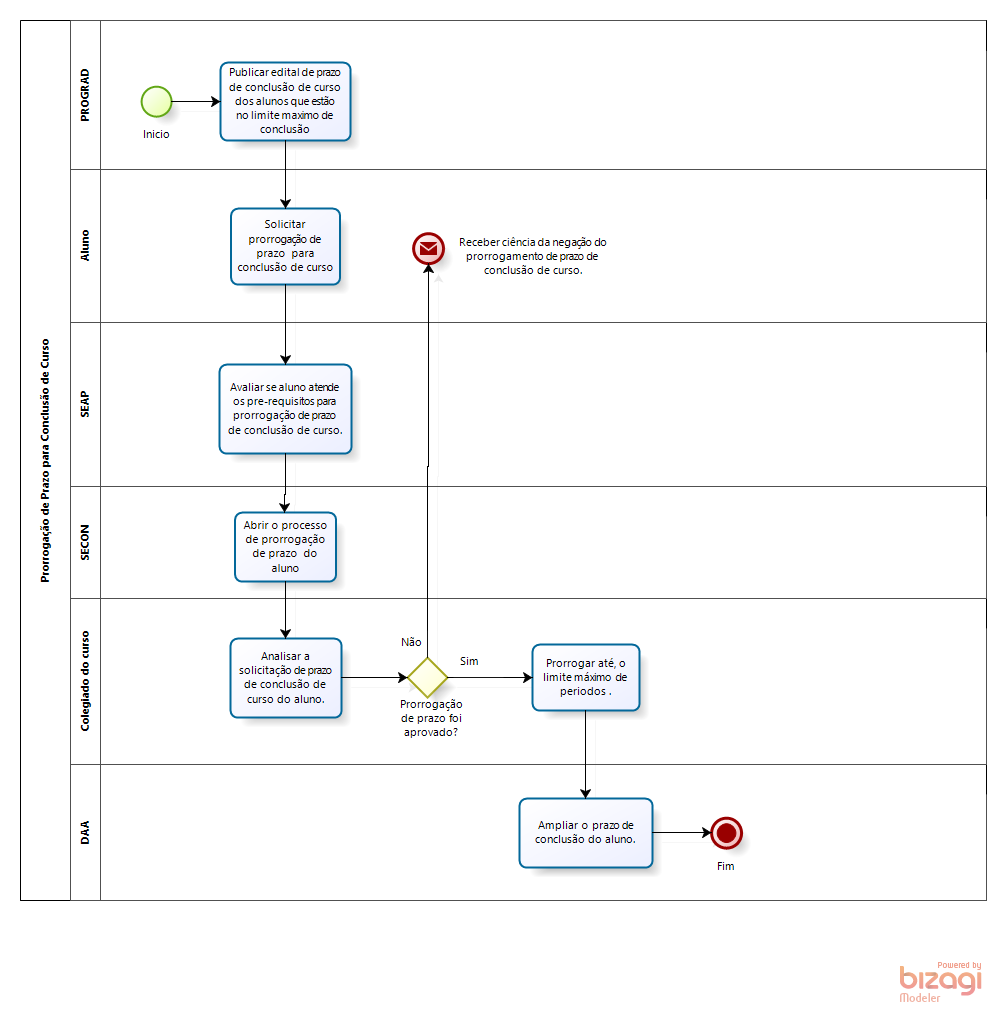 Prorrogação de Prazo para Conclusão de Curso
PROGRAD
Inicio
Publicar edital de prazo
de conclusão de curso
dos alunos que estão
no limite maximo de
conclusão
Aluno
Solicitar
prorrogação de
prazo para
conclusão de curso
Receber ciência da negação do
prorrogamento de prazo de
conclusão de curso.
SEAP
Avaliar se aluno atende
os pre-requisitos para
prorrogação de prazo
de conclusão de curso.
SECON
Abrir o processo
de prorrogação
de prazo do
aluno
Colegiado do curso
Analisar a
solicitação de prazo
de conclusão de
curso do aluno.
Não
Sim
Prorrogação
de prazo foi
aprovado?
Prorrogar até, o
limite máximo de
periodos .
DAA
Ampliar o prazo de
conclusão do aluno.
Fim
Powered by
bizagi
Modeler